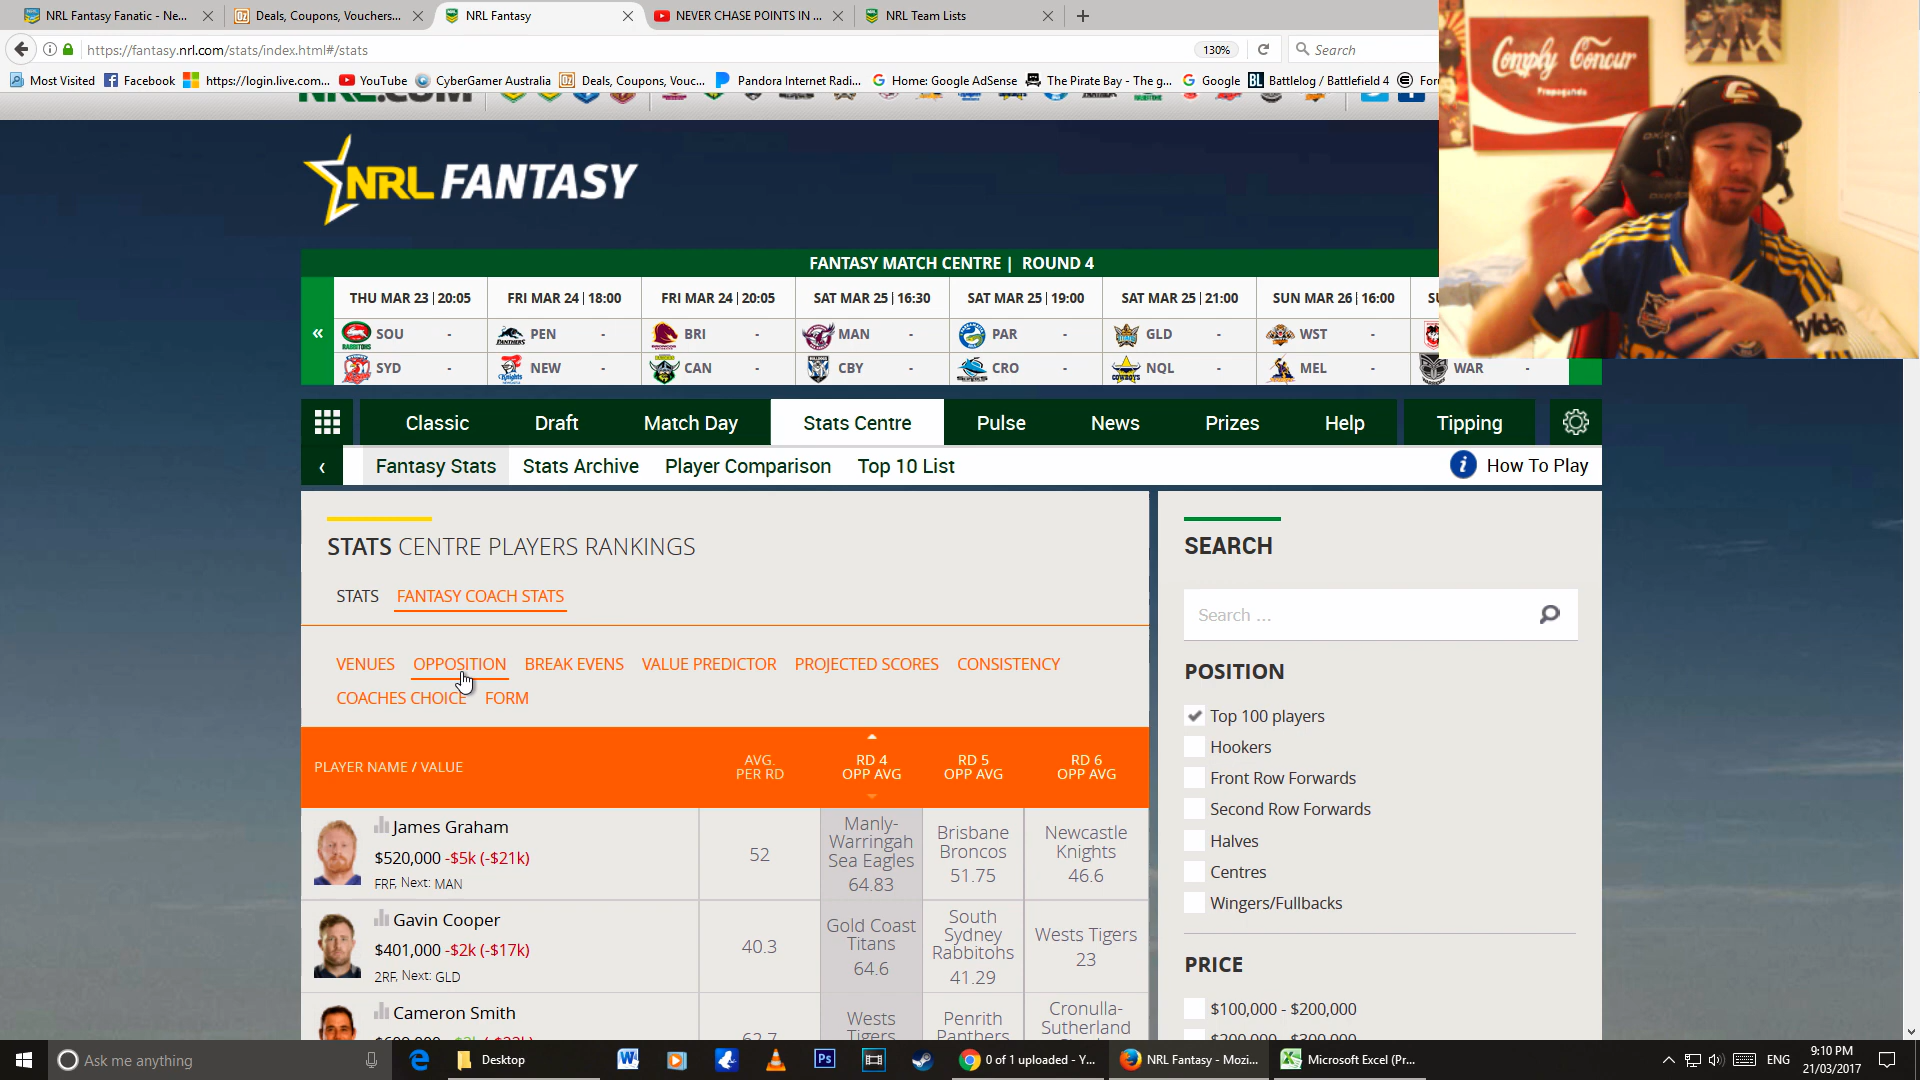 NRL Fantasy Fanatic - Ne...
Deals, Coupons, Vouchers...
NRL Fantasy
NEVER CHASE POINTS IN ...
NRL Team Lists
https://fantasy.nrl.com/stats/index.html#/stats
130%
Search
Most Visited
Facebook
https://login.live.com...
YouTube
CyberGamer Australia
Deals, Coupons, Vouc...
Pandora Internet Radi...
Home: Google AdSense
The Pirate Bay - The g...
Google
Battlelog / Battlefield 4
For
Comply Concur
Propaganda
NRL FANTASY
FANTASY MATCH CENTRE | ROUND 4
THU MAR 23 | 20:05
FRI MAR 24 | 18:00
FRI MAR 24 | 20:05
SAT MAR 25 | 16:30
SAT MAR 25 | 19:00
SAT MAR 25 | 21:00
SUN MAR 26 | 16:00
SOU -
PEN -
BRI -
MAN -
PAR -
GLD -
WST -
SYD -
NEW -
CAN -
CBY -
CRO -
NQL -
MEL -
WAR -
Classic
Draft
Match Day
Stats Centre
Pulse
News
Prizes
Help
Tipping
Fantasy Stats
Stats Archive
Player Comparison
Top 10 List
How To Play
STATS CENTRE PLAYERS RANKINGS
STATS
FANTASY COACH STATS
VENUES
OPPOSITION
BREAK EVENS
VALUE PREDICTOR
PROJECTED SCORES
CONSISTENCY
COACHES CHOICE
FORM
PLAYER NAME / VALUE
AVG.
PER RD
RD 4
OPP AVG
RD 5
OPP AVG
RD 6
OPP AVG
James Graham
$520,000 -$5k (-$21k)
FRF, Next: MAN
52
Manly-
Warringah
Sea Eagles
64.83
Brisbane
Broncos
51.75
Newcastle
Knights
46.6
Gavin Cooper
$401,000 -$2k (-$17k)
2RF, Next: GLD
40.3
Gold Coast
Titans
64.6
South
Sydney
Rabbitohs
41.29
Wests Tigers
23
Cameron Smith
62.7
Wests
Tigers
Penrith
Panthers
Cronulla-
Sutherland
SEARCH
Search ...
POSITION
Top 100 players
Hookers
Front Row Forwards
Second Row Forwards
Halves
Centres
Wingers/Fullbacks
PRICE
$100,000 - $200,000
$200,000 - $300,000
Ask me anything
Desktop
0 of 1 uploaded - Y...
NRL Fantasy - Mozi...
Microsoft Excel (Pr...
ENG
9:10 PM
21/03/2017